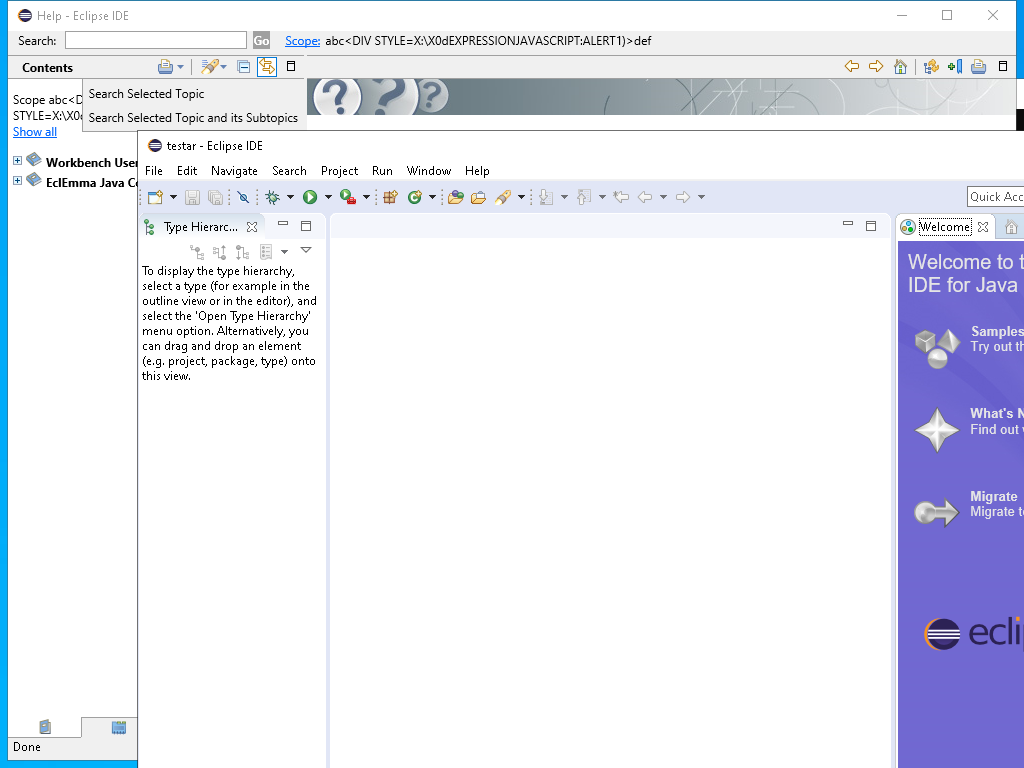 Help - Eclipse IDE
Search: Go Scope: abc<DIV STYLE=X:\X0dEXPRESSIONJAVASCRIPT:ALERT1)>def
Contents
Scope abc<D
STYLE=X:\X0d
Show all
Search Selected Topic
Search Selected Topic and its Subtopics
Workbench User
EclEmma Java Co
testar - Eclipse IDE
File Edit Navigate Search Project Run Window Help
Quick Acc
Type Hierarc...
To display the type hierarchy,
select a type (for example in the
outline view or in the editor), and
select the 'Open Type Hierarchy'
menu option. Alternatively, you
can drag and drop an element
(e.g. project, package, type) onto
this view.
Welcome
Welcome to t
IDE for Java
Samples
Try out th
What's N
Find out
Migrate
Migrate to
eclip
Done